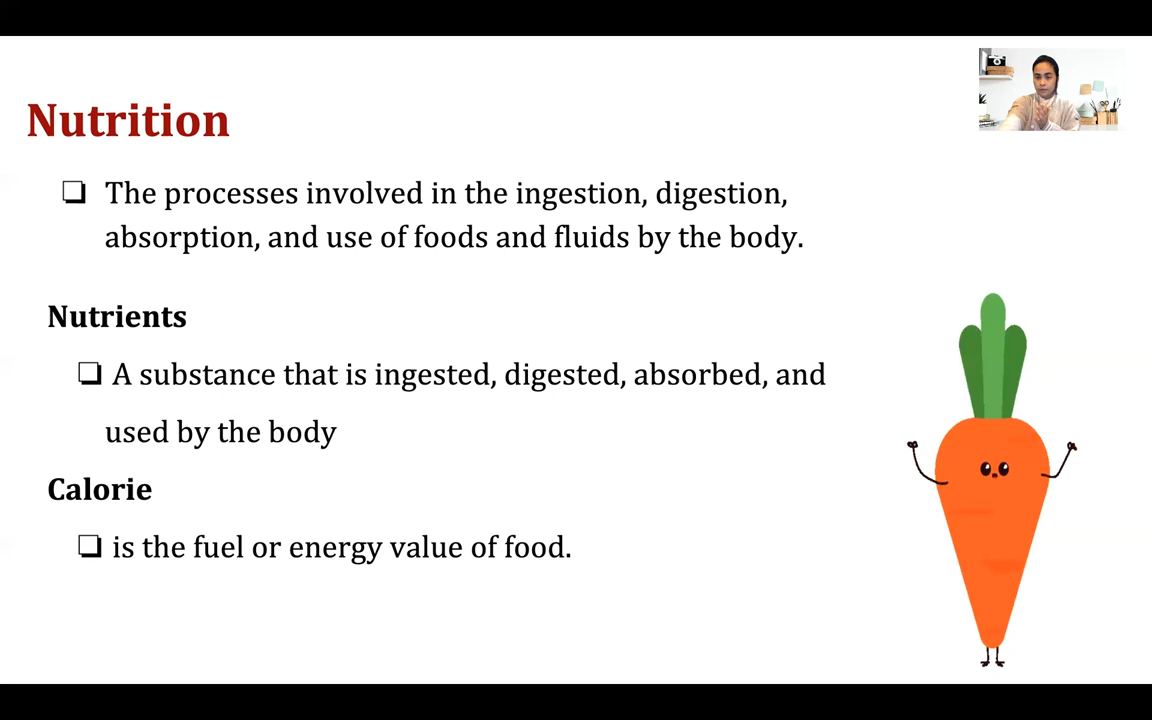 Nutrition
❏ The processes involved in the ingestion, digestion,
absorption, and use of foods and fluids by the body.
Nutrients
❏ A substance that is ingested, digested, absorbed, and
used by the body
Calorie
❏ is the fuel or energy value of food.